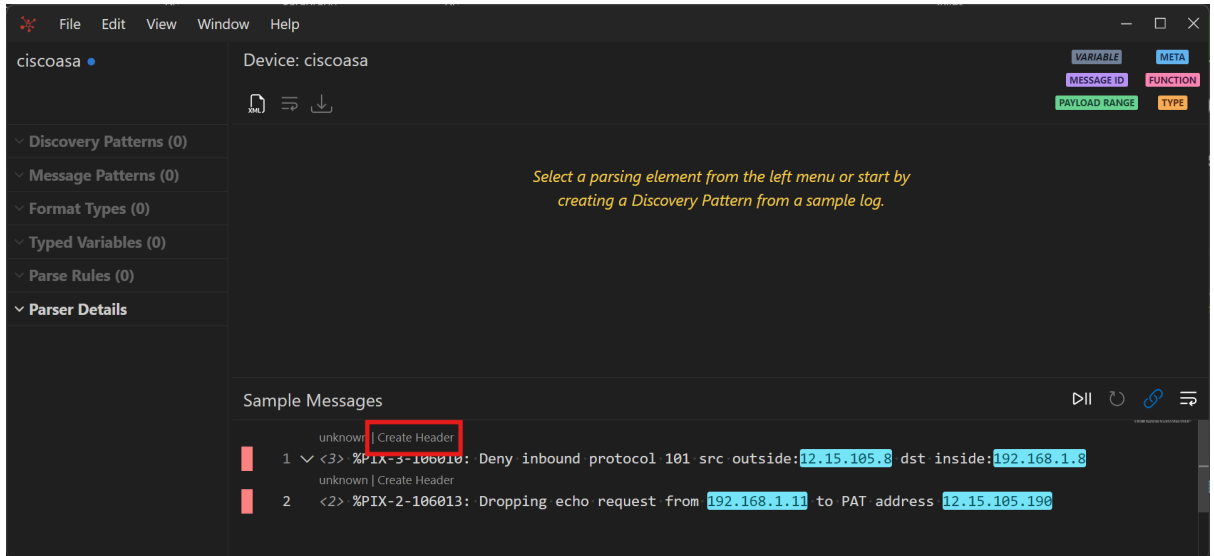 File Edit View Window Help
ciscoasa
Device: ciscoasa
VARIABLE META
MESSAGE ID FUNCTION
PAYLOAD RANGE TYPE
XML
Discovery Patterns (0)
Message Patterns (0)
Format Types (0)
Typed Variables (0)
Parse Rules (0)
Parser Details
Select a parsing element from the left menu or start by
creating a Discovery Pattern from a sample log.
Sample Messages
unknown | Create Header
1 <3> %PIX-3-106010: Deny inbound protocol 101 src outside:12.15.105.8 dst inside:192.168.1.8
unknown | Create Header
2 <2> %PIX-2-106013: Dropping echo request from 192.168.1.11 to PAT address 12.15.105.190